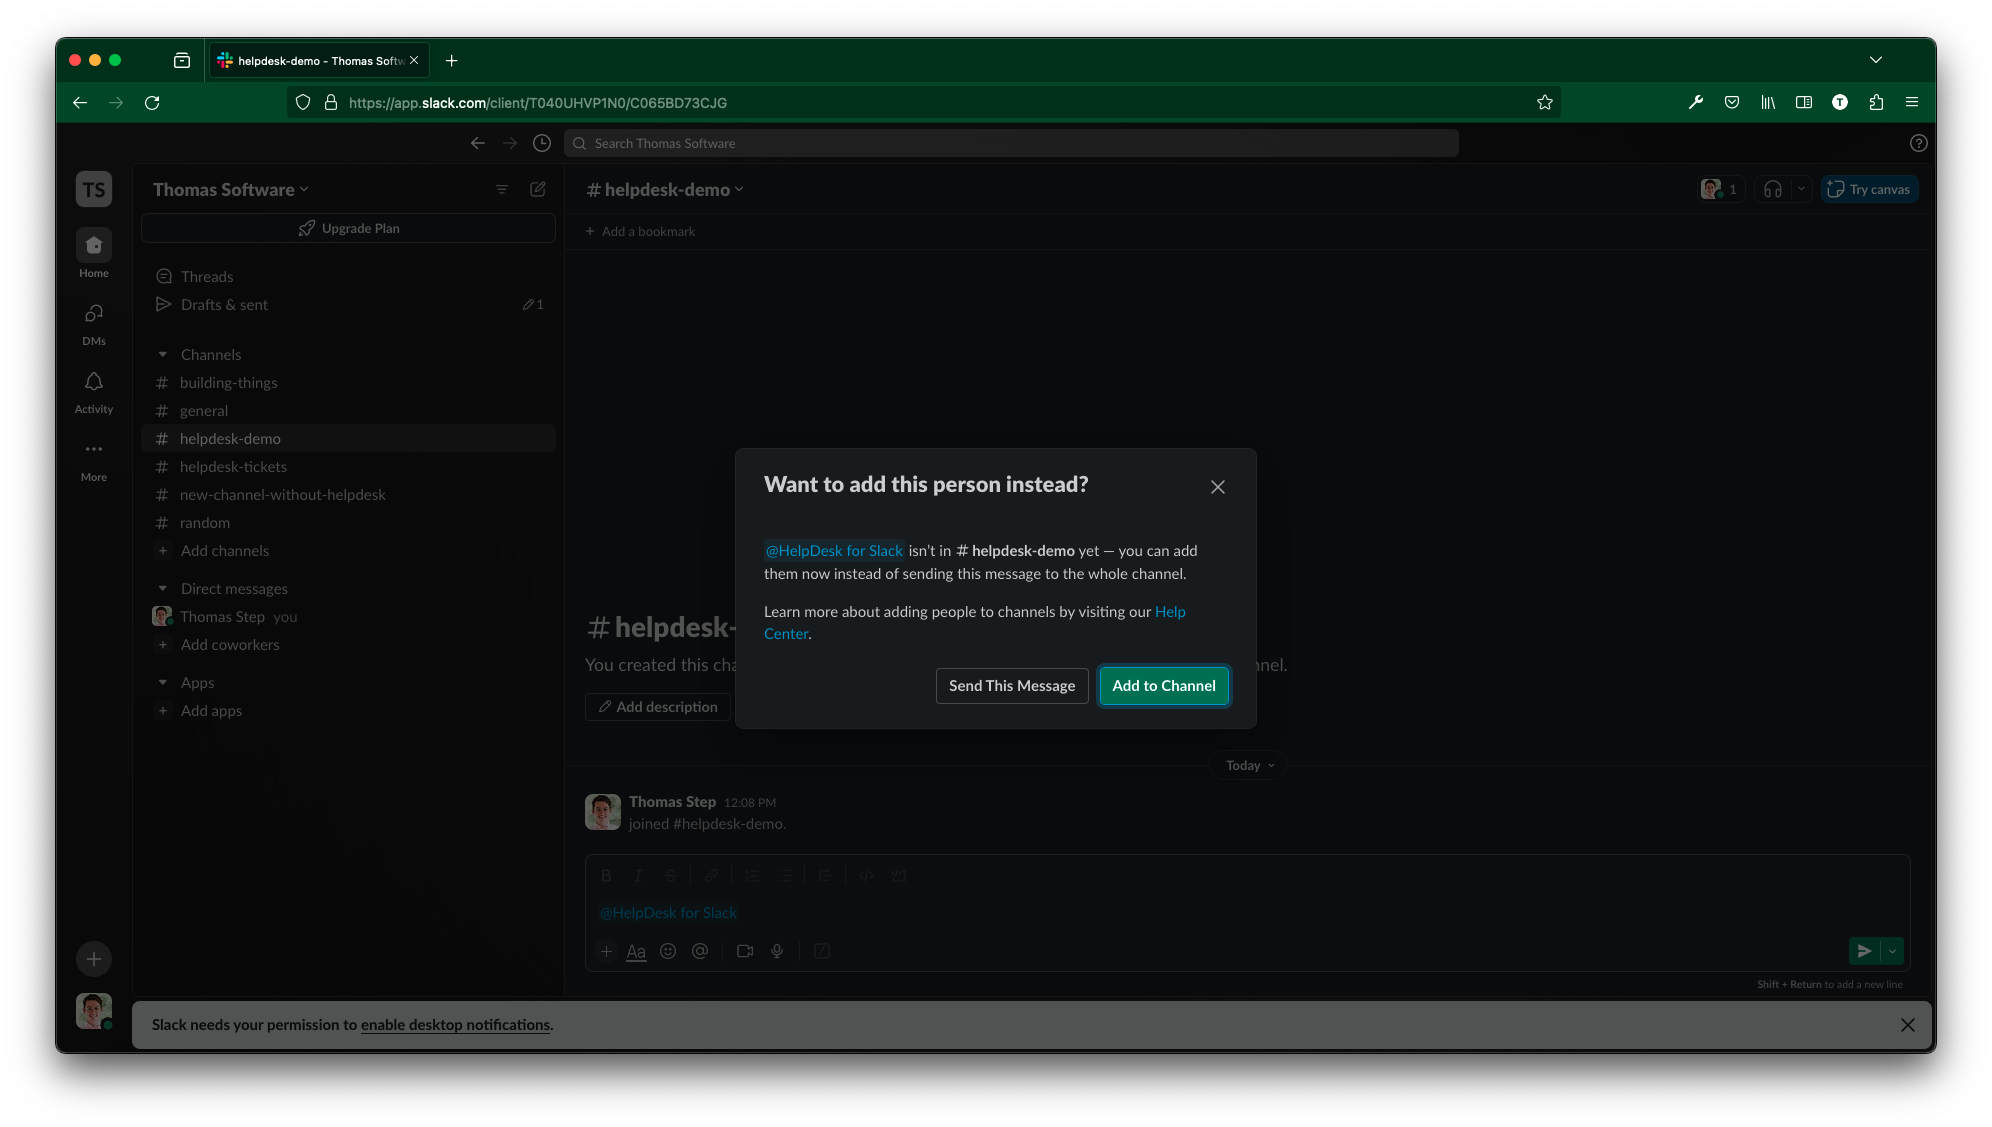 helpdesk-demo - Thomas Softw
https://app.slack.com/client/T040UHVP1N0/C065BD73CJG
Search Thomas Software
TS
Home
DMs
Activity
More
Thomas Software
Upgrade Plan
Threads
Drafts & sent
1
Channels
# building-things
# general
# helpdesk-demo
# helpdesk-tickets
# new-channel-without-helpdesk
# random
+ Add channels
Direct messages
Thomas Step you
+ Add coworkers
Apps
+ Add apps
# helpdesk-demo
1
Try canvas
+ Add a bookmark
Want to add this person instead?
@HelpDesk for Slack isn't in # helpdesk-demo yet — you can add
them now instead of sending this message to the whole channel.
Learn more about adding people to channels by visiting our Help
Center.
Send This Message
Add to Channel
# helpdesk-
You created this cha
nnel.
Add description
Today
Thomas Step 12:08 PM
joined #helpdesk-demo.
B I S
@HelpDesk for Slack
+ Aa @
Shift + Return to add a new line
Slack needs your permission to enable desktop notifications.